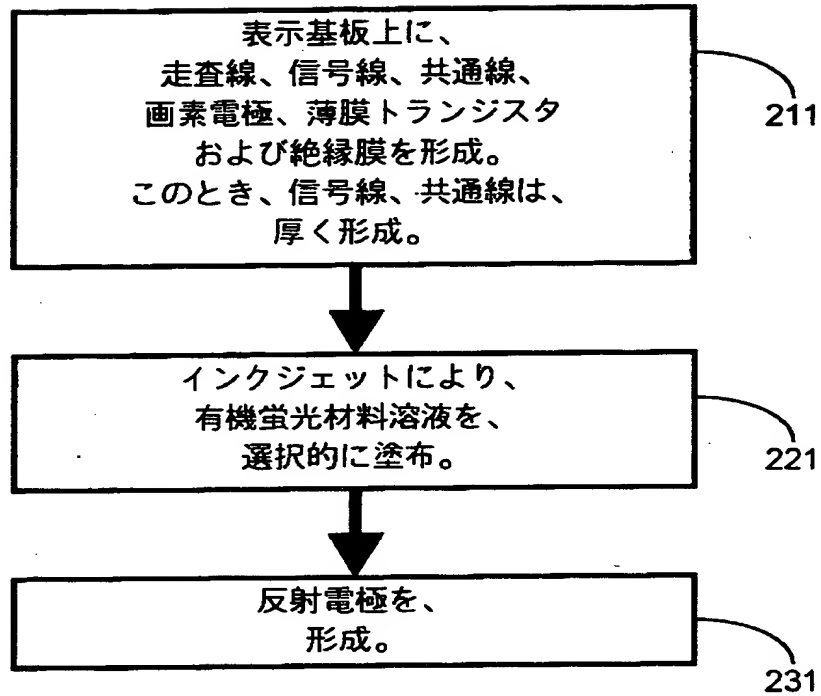 表示基板上に、
走査線、信号線、共通線、
画素電極、薄膜トランジスタ
および絶縁膜を形成。
このとき、信号線、共通線は、
厚く形成。
211
インクジェットにより、
有機蛍光材料溶液を、
選択的に塗布。
221
反射電極を、
形成。
231